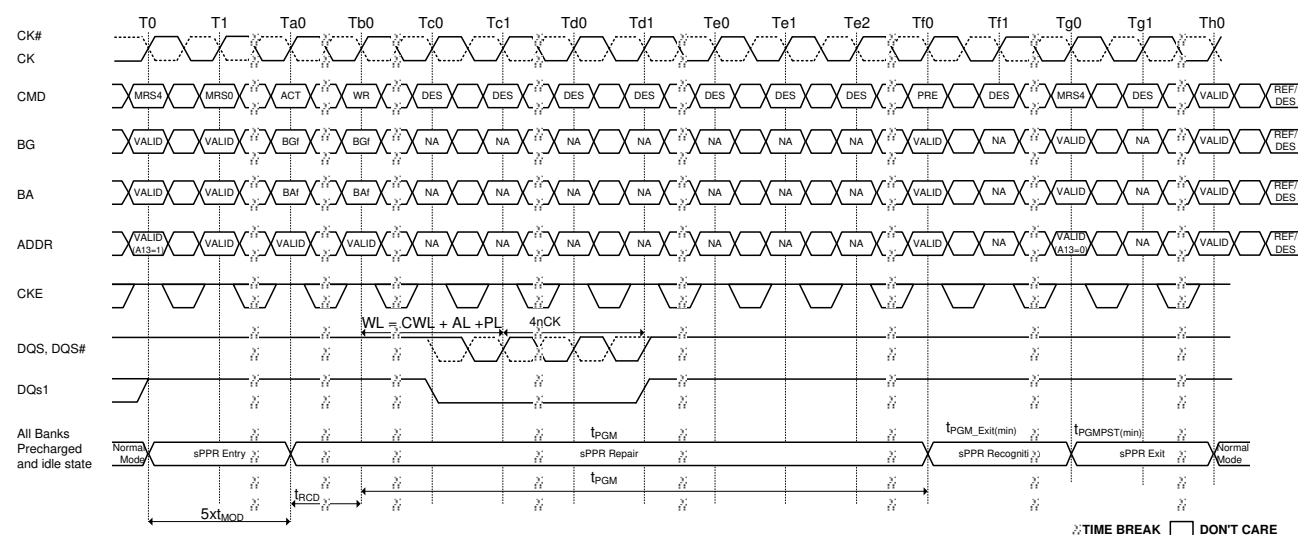 T0 T1 Ta0 Tb0 Tc0 Tc1 Td0 Td1 Te0 Te1 Te2 Tf0 Tf1 Tg0 Tg1 Th0
CK#
CK
CMD MRS4 MRS0 ACT WR DES DES DES DES DES DES DES PRE DES MRS4 DES VALID REF/ DES
BG VALID VALID BGf BGf NA NA NA NA NA NA NA VALID NA VALID NA VALID REF/ DES
BA VALID VALID BAf BAf NA NA NA NA NA NA NA VALID NA VALID NA VALID REF/ DES
ADDR VALID (A13=1) VALID VALID VALID NA NA NA NA NA NA NA VALID NA VALID (A13=0) NA VALID REF/ DES
CKE
WL = CWL + AL +PL 4nCK
DQS, DQS#
DQs1
All Banks
Precharged
and idle state
tPGM tPGM_Exit(min) tPGMPST(min)
Normal Mode sPPR Entry sPPR Repair sPPR Recogniti sPPR Exit Normal Mode
tRCD tPGM
5xtMOD
TIME BREAK DON'T CARE